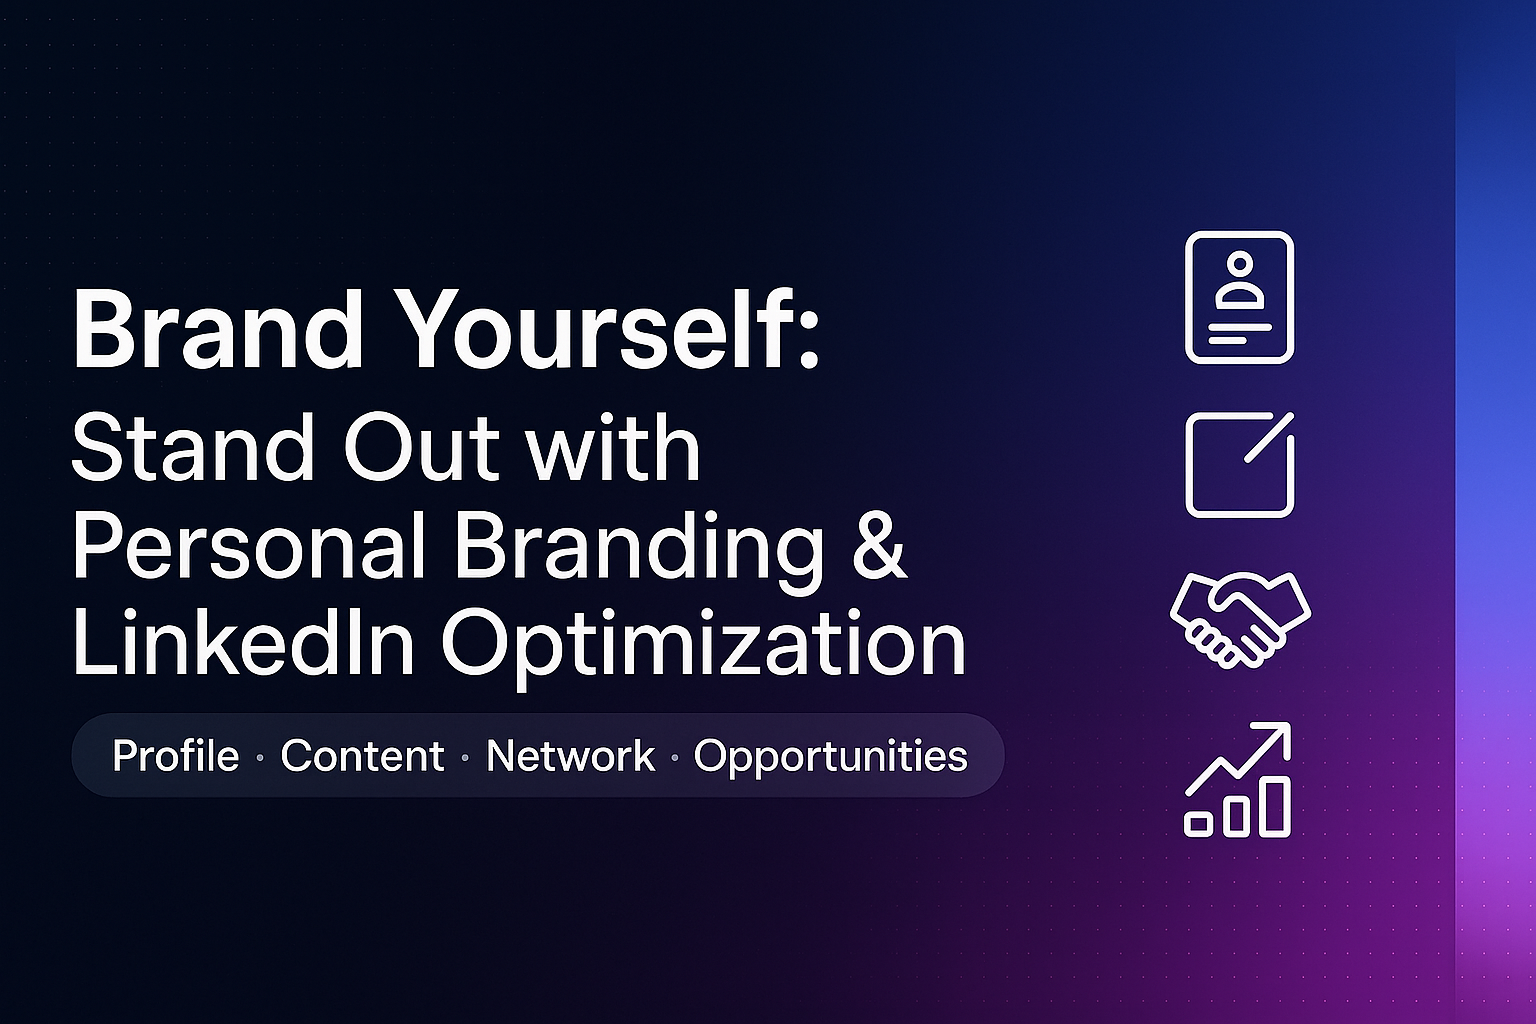 Brand Yourself:
Stand Out with
Personal Branding &
LinkedIn Optimization
Profile · Content · Network · Opportunities